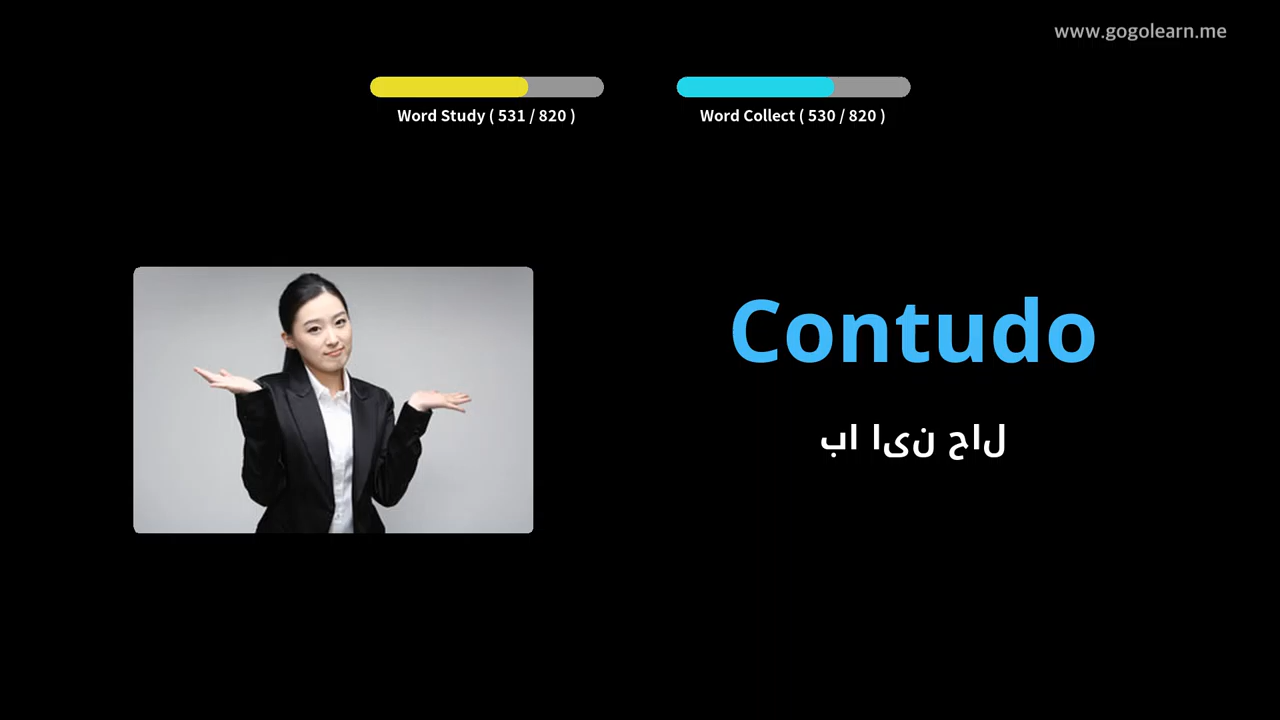 www.gogolearn.me
Word Study ( 531 / 820 )
Word Collect ( 530 / 820 )
Contudo
با این حال